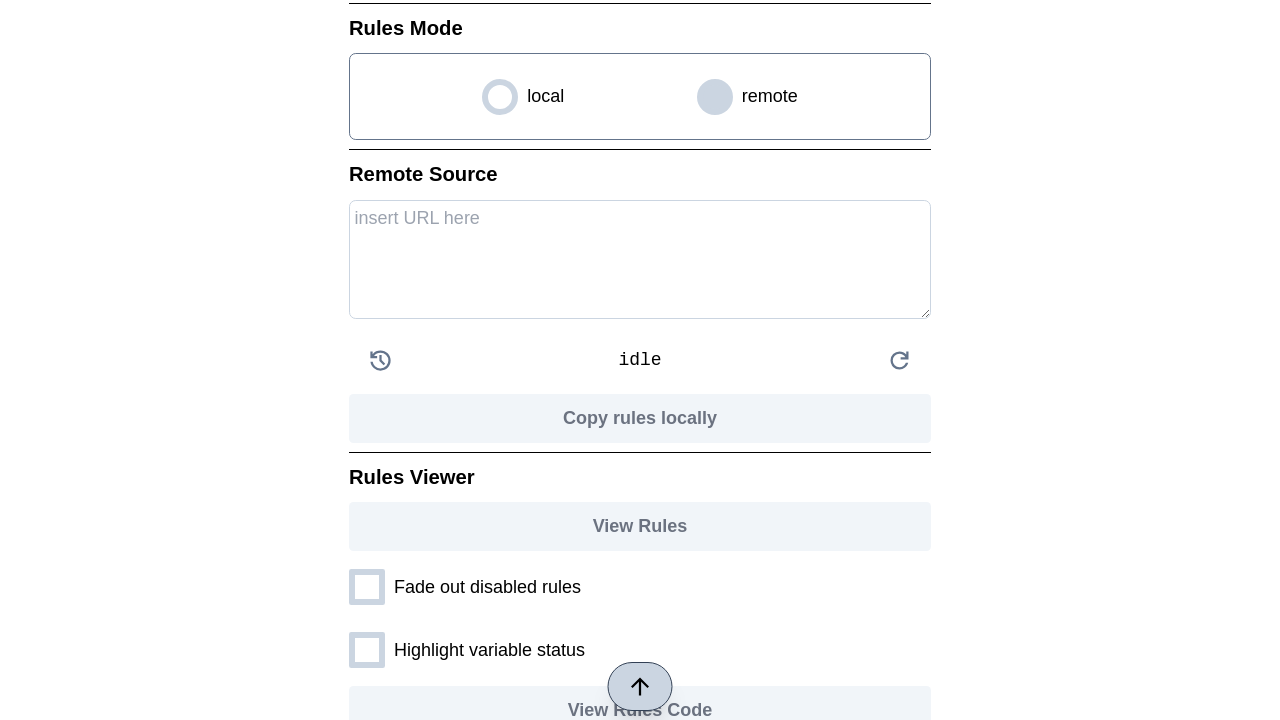 Rules Mode
local
remote
Remote Source
insert URL here
idle
Copy rules locally
Rules Viewer
View Rules
Fade out disabled rules
Highlight variable status
View Rules Code